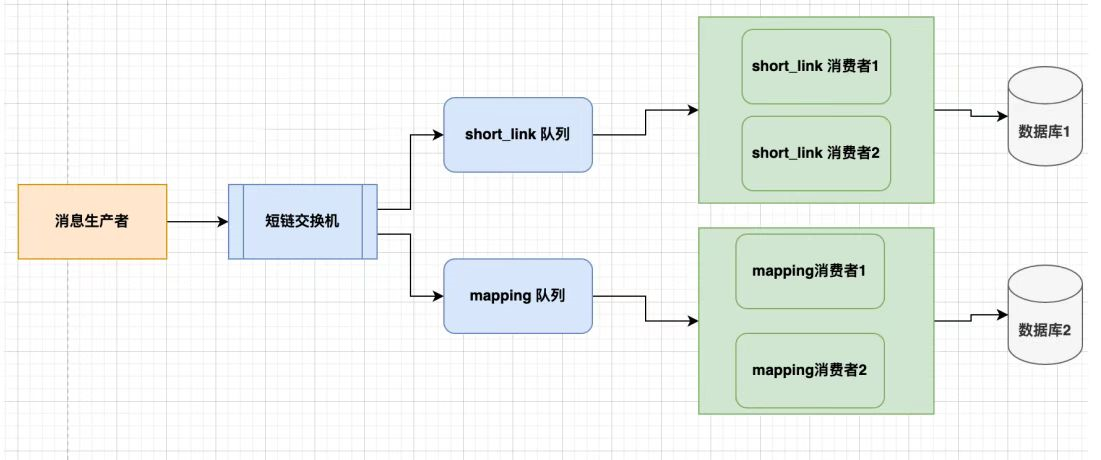 消息生产者
短链交换机
short_link 队列
mapping 队列
short_link 消费者1
short_link 消费者2
mapping消费者1
mapping消费者2
数据库1
数据库2